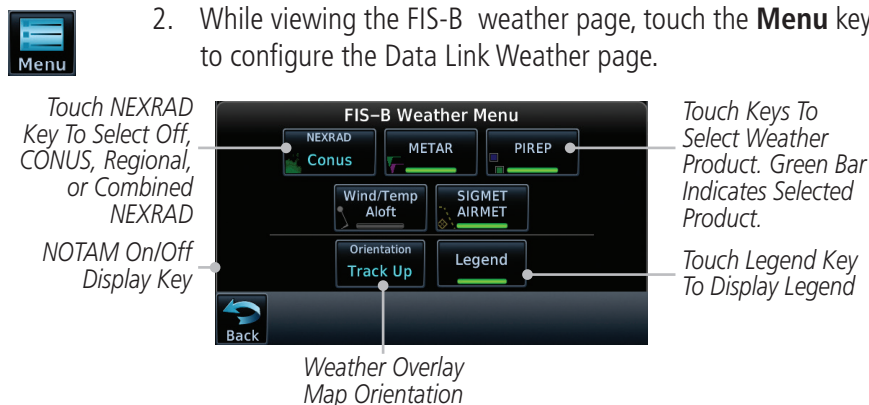 2. While viewing the FIS-B weather page, touch the Menu key
to configure the Data Link Weather page.
Menu
Touch NEXRAD
Key To Select Off,
CONUS, Regional,
or Combined
NEXRAD
NOTAM On/Off
Display Key
FIS–B Weather Menu
NEXRAD
Conus
METAR
PIREP
Wind/Temp
Aloft
SIGMET
AIRMET
Orientation
Track Up
Legend
Back
Touch Keys To
Select Weather
Product. Green Bar
Indicates Selected
Product.
Touch Legend Key
To Display Legend
Weather Overlay
Map Orientation